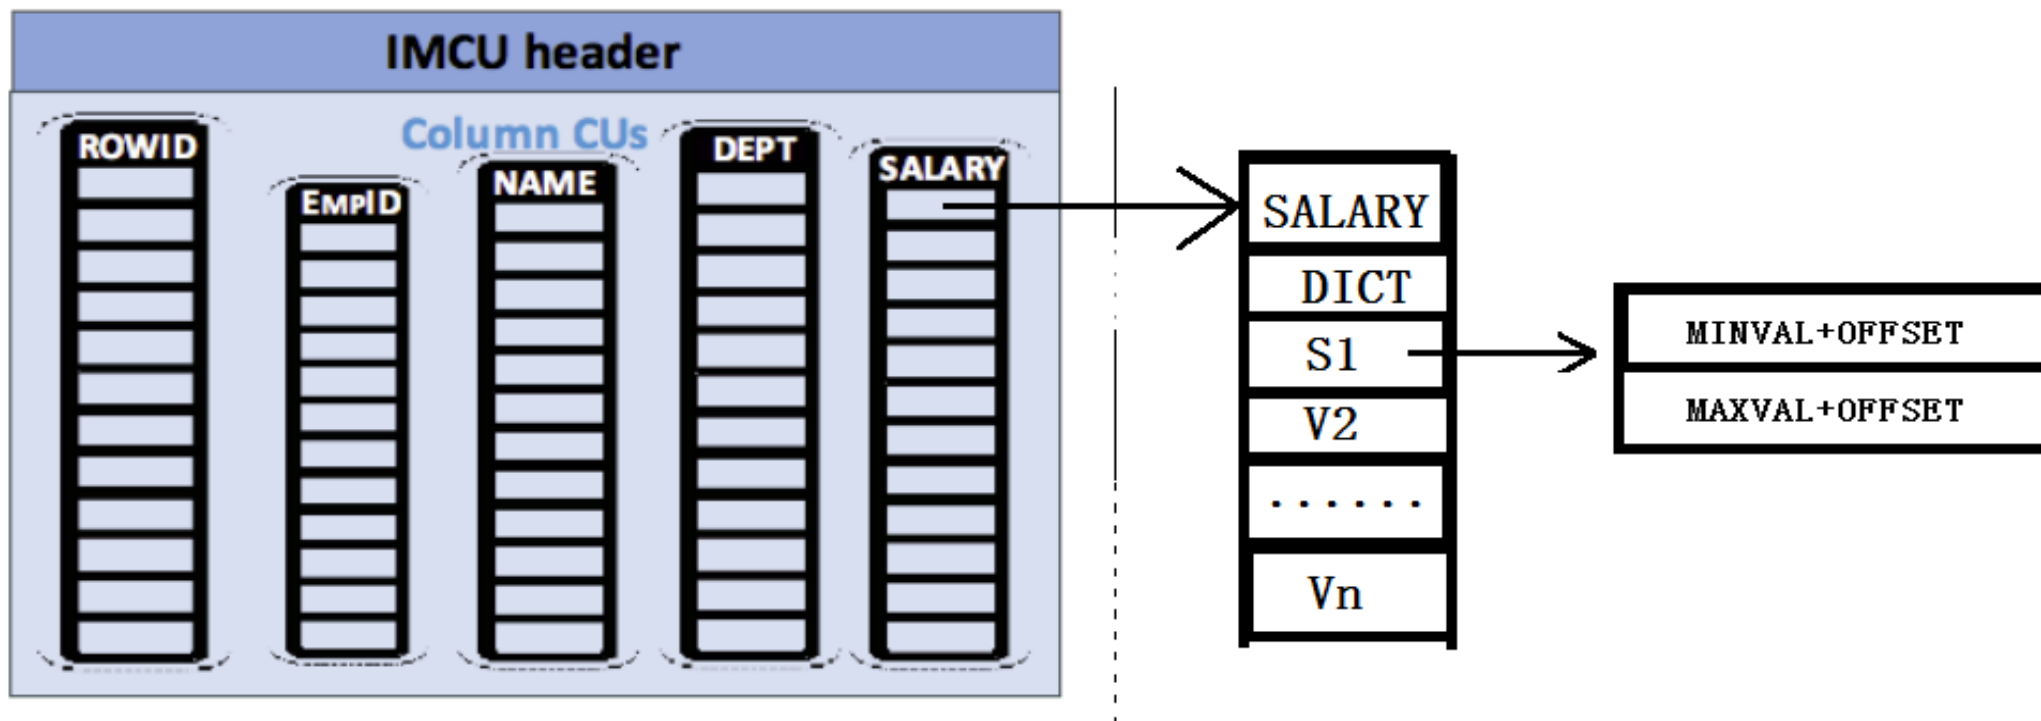 IMCU header
Column CUs
ROWID
EmpID
NAME
DEPT
SALARY
SALARY
DICT
S1
V2
......
Vn
MINVAL+OFFSET
MAXVAL+OFFSET